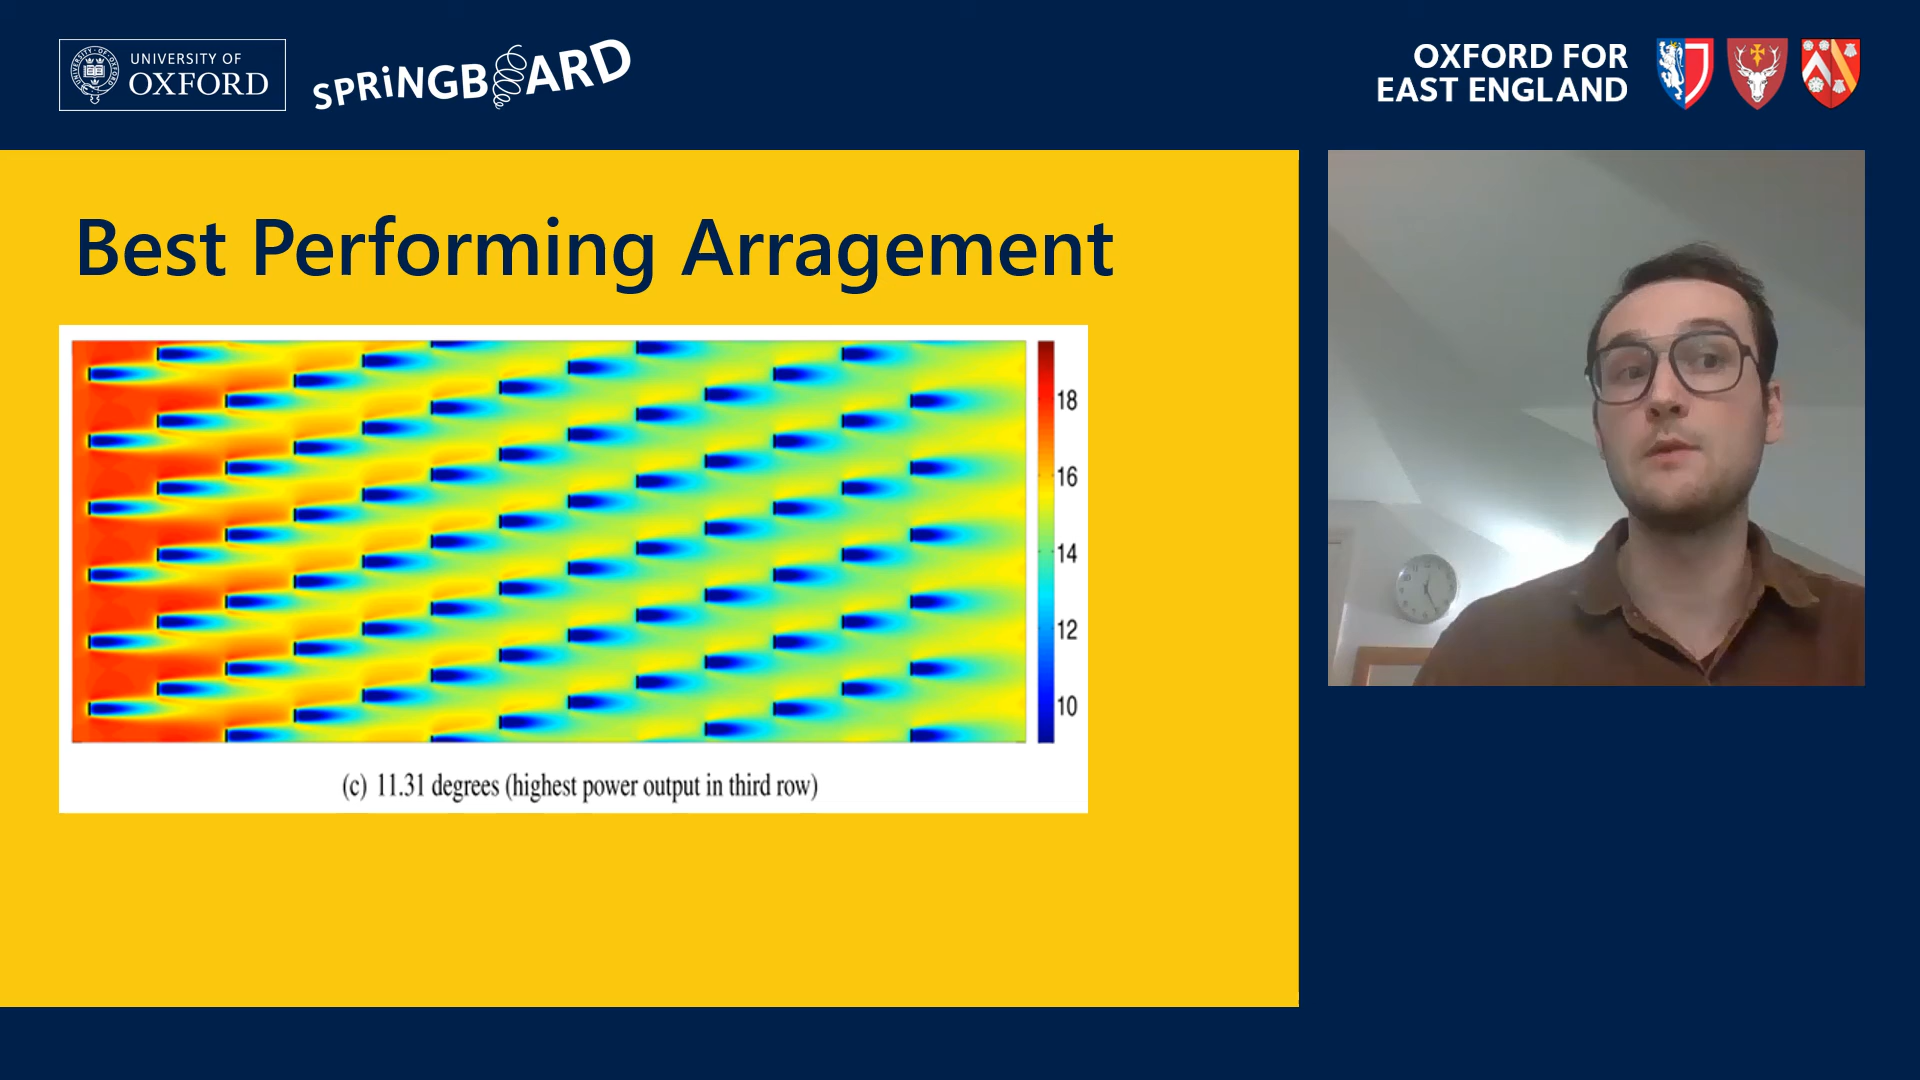 UNIVERSITY OF
OXFORD
SPRiNGBOARD
OXFORD FOR
EAST ENGLAND
Best Performing Arragement
18
16
14
12
10
(c) 11.31 degrees (highest power output in third row)